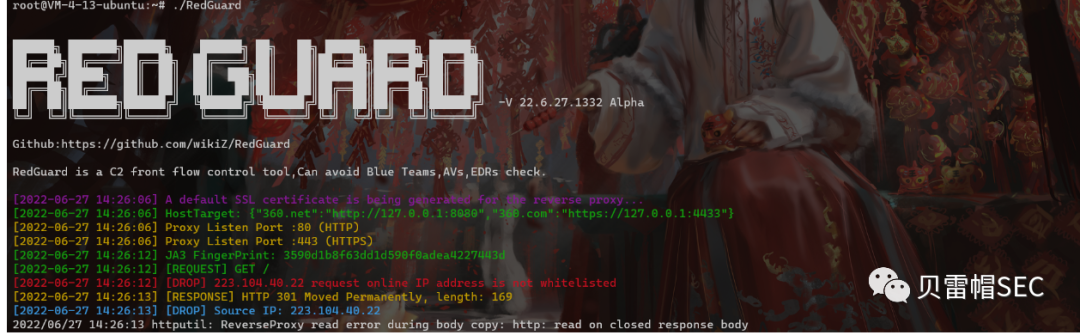 root@VM-4-13-ubuntu:~# ./RedGuard
RED GUARD -V 22.6.27.1332 Alpha
Github:https://github.com/wikiZ/RedGuard
RedGuard is a C2 front flow control tool,Can avoid Blue Teams,AVs,EDRs check.
[2022-06-27 14:26:06] A default SSL certificate is being generated for the reverse proxy...
[2022-06-27 14:26:06] HostTarget: {"360.net":"http://127.0.0.1:8080","360.com":"https://127.0.0.1:4433"}
[2022-06-27 14:26:06] Proxy Listen Port :80 (HTTP)
[2022-06-27 14:26:06] Proxy Listen Port :443 (HTTPS)
[2022-06-27 14:26:12] JA3 FingerPrint: 3590d1b8f63dd1d590f0adea4227443d
[2022-06-27 14:26:12] [REQUEST] GET /
[2022-06-27 14:26:12] [DROP] 223.104.40.22 request online IP address is not whitelisted
[2022-06-27 14:26:13] [RESPONSE] HTTP 301 Moved Permanently, length: 169
[2022-06-27 14:26:13] [DROP] Source IP: 223.104.40.22
2022/06/27 14:26:13 httputil: ReverseProxy read error during body copy: http: read on closed response body
贝雷帽SEC